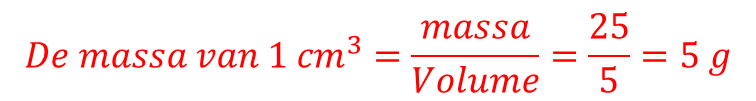 De massa van 1 cm³ = massa/Volume = 25/5 = 5 g